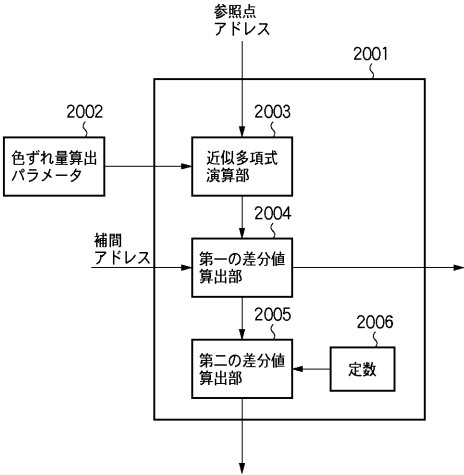 参照点
アドレス
2001
2002
2003
色ずれ量算出
パラメータ
近似多項式
演算部
補間
アドレス
2004
第一の差分値
算出部
2005
第二の差分値
算出部
2006
定数